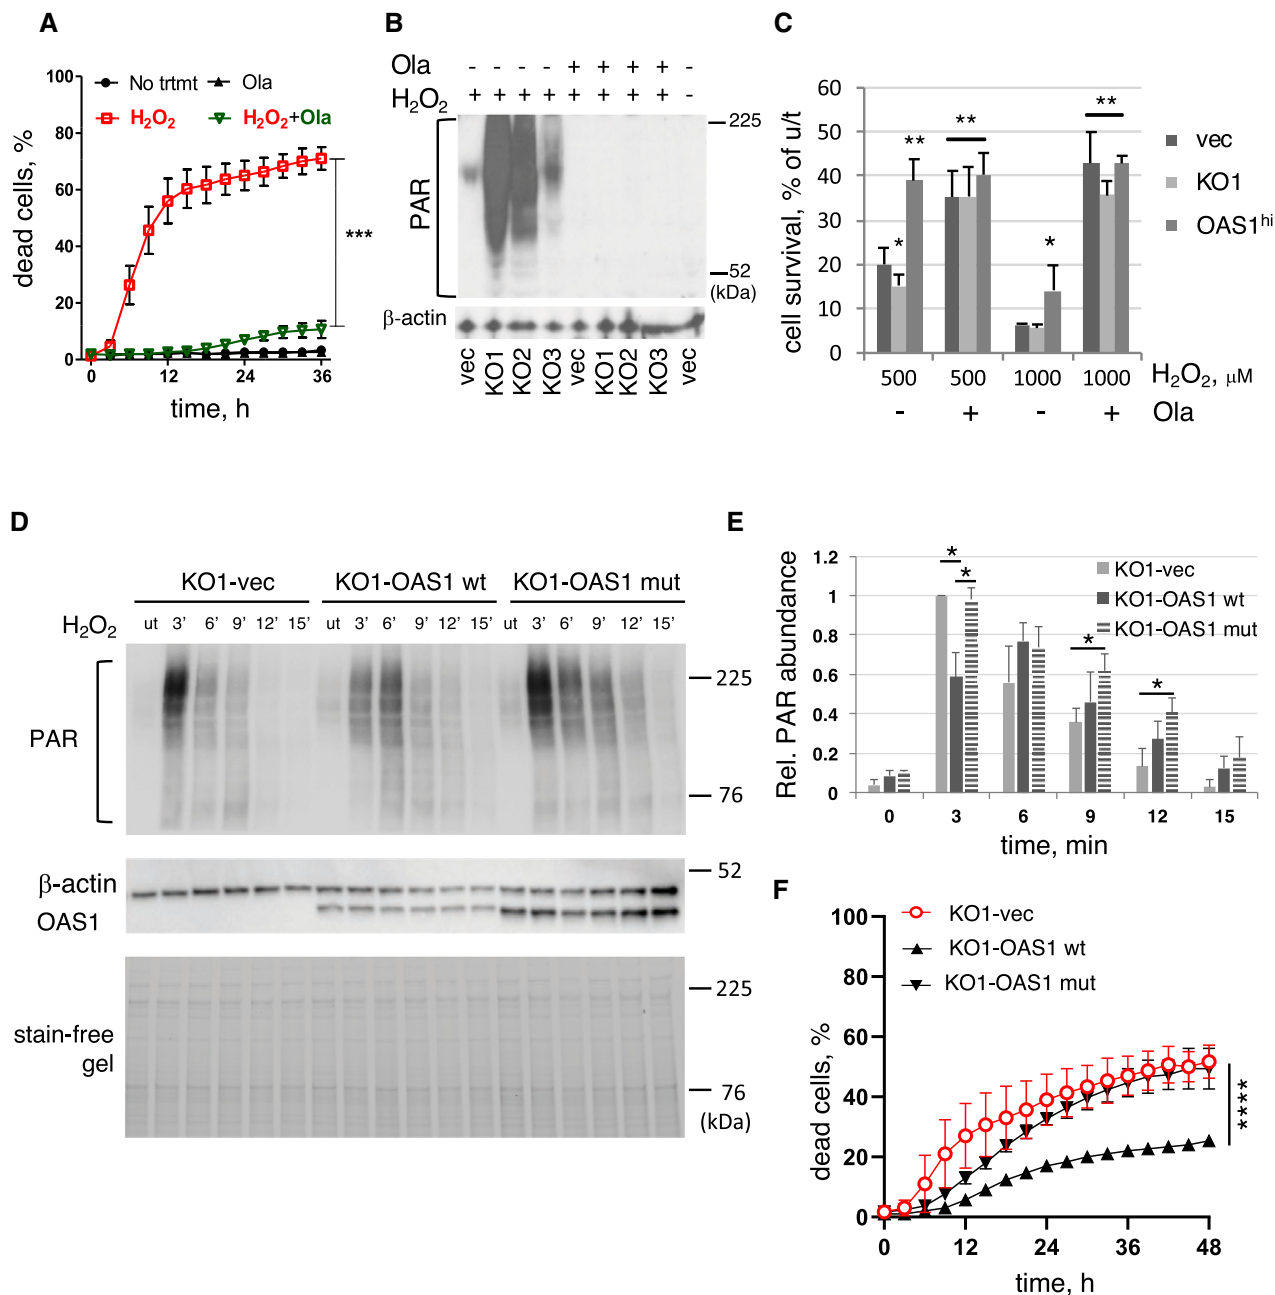 A
100
80
60
40
20
0
dead cells, %
No trtmt
Ola
H₂O₂
H₂O₂+Ola
***
0 12 24 36
time, h
B
Ola - - - - + + + + -
H₂O₂ + + + + + + + + -
PAR
225
52
(kDa)
β-actin
vec KO1 KO2 KO3 vec KO1 KO2 KO3 vec
C
60
50
40
30
20
10
0
cell survival, % of u/t
** ** ** * *
vec
KO1
OAS1ʰⁱ
500 500 1000 1000 H₂O₂, μM
- + - + Ola
D
KO1-vec KO1-OAS1 wt KO1-OAS1 mut
H₂O₂ ut 3’ 6’ 9’ 12’ 15’ ut 3’ 6’ 9’ 12’ 15’ ut 3’ 6’ 9’ 12’ 15’
PAR
225
76
β-actin
52
OAS1
stain-free
gel
225
76
(kDa)
E
1.2
1
0.8
0.6
0.4
0.2
0
Rel. PAR abundance
* * * *
KO1-vec
KO1-OAS1 wt
KO1-OAS1 mut
0 3 6 9 12 15
time, min
F
100
80
60
40
20
0
dead cells, %
KO1-vec
KO1-OAS1 wt
KO1-OAS1 mut
****
0 12 24 36 48
time, h